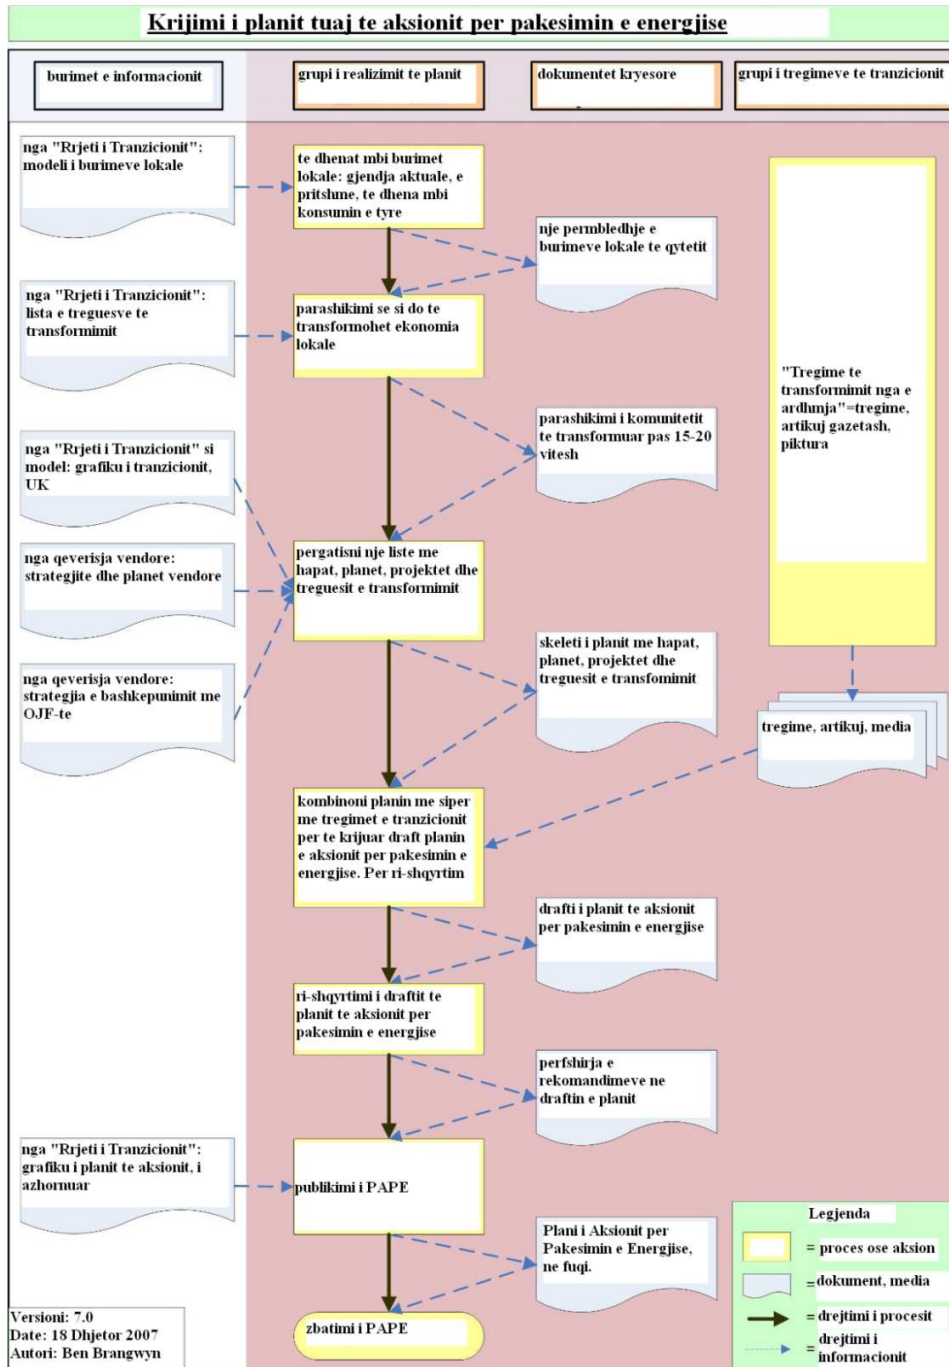 Krijimi i planit tuaj te aksionit per pakesimin e energjise
burimet e informacionit
grupi i realizimit te planit
dokumentet kryesore
grupi i tregimeve te tranzicionit
nga "Rrjeti i Tranzicionit":
modeli i burimeve lokale
te dhenat mbi burimet
lokale: gjendja aktuale, e
pritshme, te dhena mbi
konsumin e tyre
nje permbledhje e
burimeve lokale te qytetit
nga "Rrjeti i Tranzicionit":
lista e treguesve te
transformimit
parashikimi se si do te
transformohet ekonomia
lokale
"Tregime te
transformimit nga e
ardhmja"=tregime,
artikuj gazetash,
piktura
parashikimi i komunitetit
te transformuar pas 15-20
vitesh
nga "Rrjeti i Tranzicionit" si
model: grafiku i tranzicionit,
UK
nga qeverisja vendore:
strategjite dhe planet vendore
pergatisni nje liste me
hapat, planet, projektet dhe
treguesit e transformimit
nga qeverisja vendore:
strategjia e bashkepunimit me
OJF-te
skeleti i planit me hapat,
planet, projektet dhe
treguesit e transfomimit
tregime, artikuj, media
kombinoni planin me siper
me tregimet e tranzicionit
per te krijuar draft planin
e aksionit per pakesimin e
energjise. Per ri-shqyrtim
drafti i planit te aksionit
per pakesimin e energjise
ri-shqyrtimi i draftit te
planit te aksionit per
pakesimin e energjise
perfshirja e
rekomandimeve ne
draftin e planit
nga "Rrjeti i Tranzicionit":
grafiku i planit te aksionit, i
azhornuar
publikimi i PAPE
Plani i Aksionit per
Pakesimin e Energjise,
ne fuqi.
zbatimi i PAPE
Versioni: 7.0
Date: 18 Dhjetor 2007
Autori: Ben Brangwyn
Legjenda
= proces ose aksion
=dokument, media
= drejtimi i procesit
= drejtimi i
informacionit